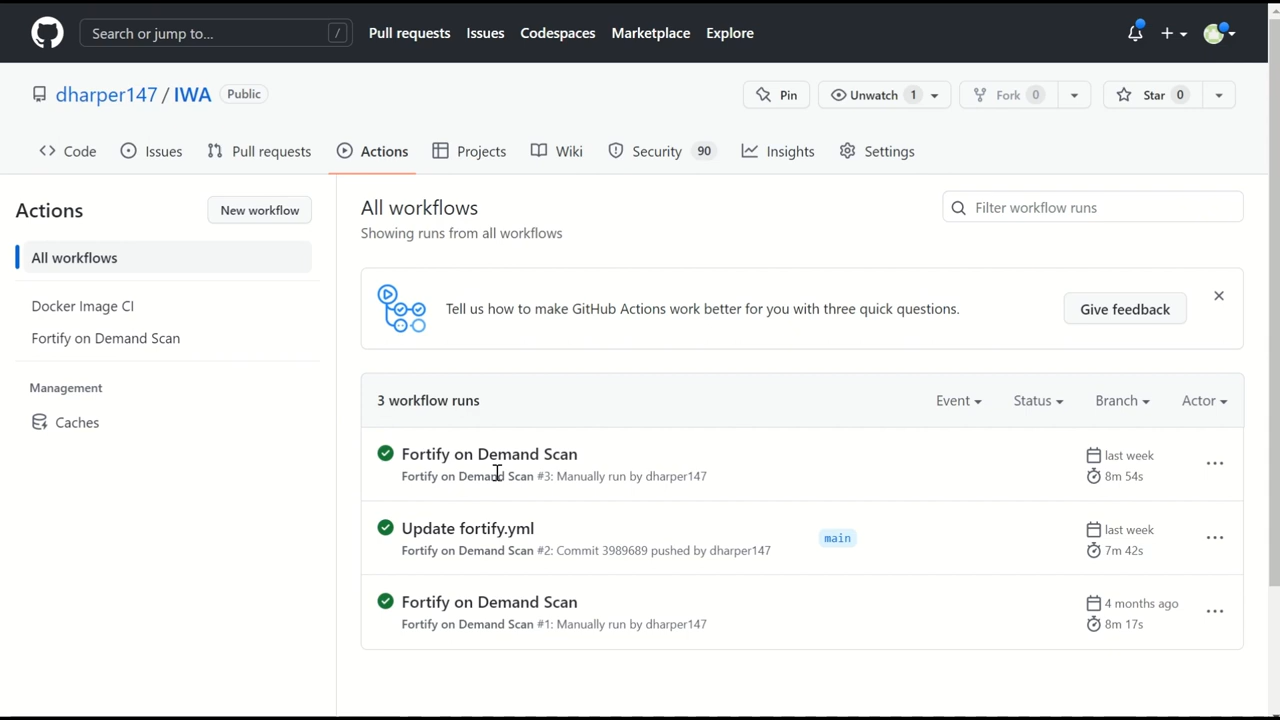 Search or jump to... /
Pull requests Issues Codespaces Marketplace Explore
dharper147 / IWA Public
Pin Unwatch 1 Fork 0 Star 0
Code Issues Pull requests Actions Projects Wiki Security 90 Insights Settings
Actions New workflow
All workflows
Docker Image CI
Fortify on Demand Scan
Management
Caches
All workflows
Showing runs from all workflows
Filter workflow runs
Tell us how to make GitHub Actions work better for you with three quick questions. Give feedback
3 workflow runs Event Status Branch Actor
Fortify on Demand Scan last week
Fortify on Demand Scan #3: Manually run by dharper147 8m 54s
Update fortify.yml main last week
Fortify on Demand Scan #2: Commit 3989689 pushed by dharper147 7m 42s
Fortify on Demand Scan 4 months ago
Fortify on Demand Scan #1: Manually run by dharper147 8m 17s